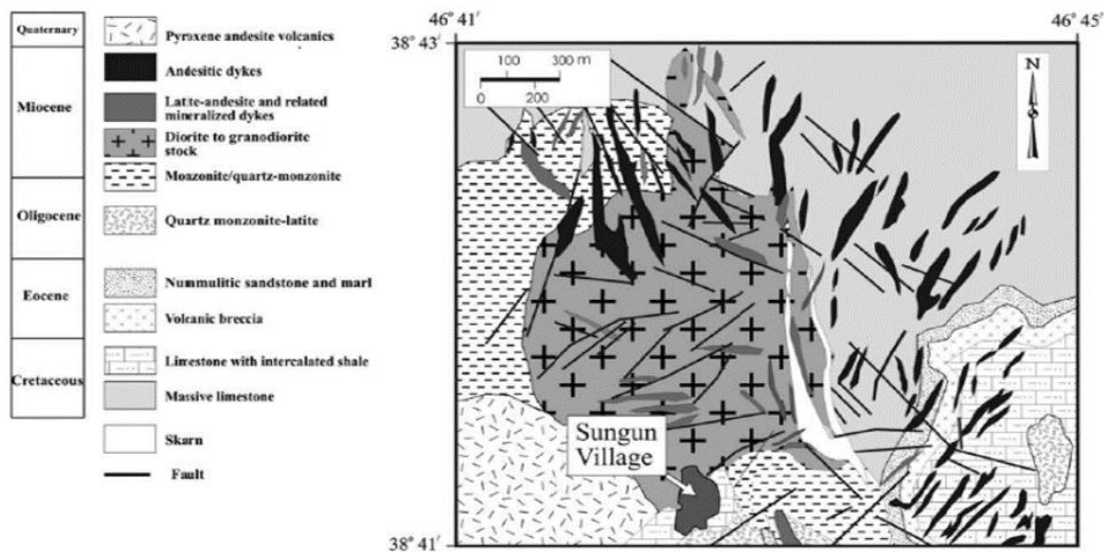 Quaternary
Miocene
Oligocene
Eocene
Cretaceous
Pyroxene andesite volcanics
Andesitic dykes
Latite-andesite and related
mineralized dykes
Diorite to granodiorite
stock
Monzonite/quartz-monzonite
Quartz monzonite-latite
Nummulitic sandstone and marl
Volcanic breccia
Limestone with intercalated shale
Massive limestone
Skarn
Fault
46° 41′
46° 45′
38° 43′
100 300 m
0 200
N
Sungun
Village
38° 41′